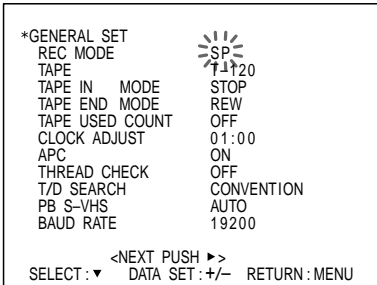 *GENERAL SET
REC MODE SP
TAPE T-120
TAPE IN MODE STOP
TAPE END MODE REW
TAPE USED COUNT OFF
CLOCK ADJUST 01:00
APC ON
THREAD CHECK OFF
T/D SEARCH CONVENTION
PB S–VHS AUTO
BAUD RATE 19200
<NEXT PUSH ►>
SELECT:▼ DATA SET:+/– RETURN:MENU